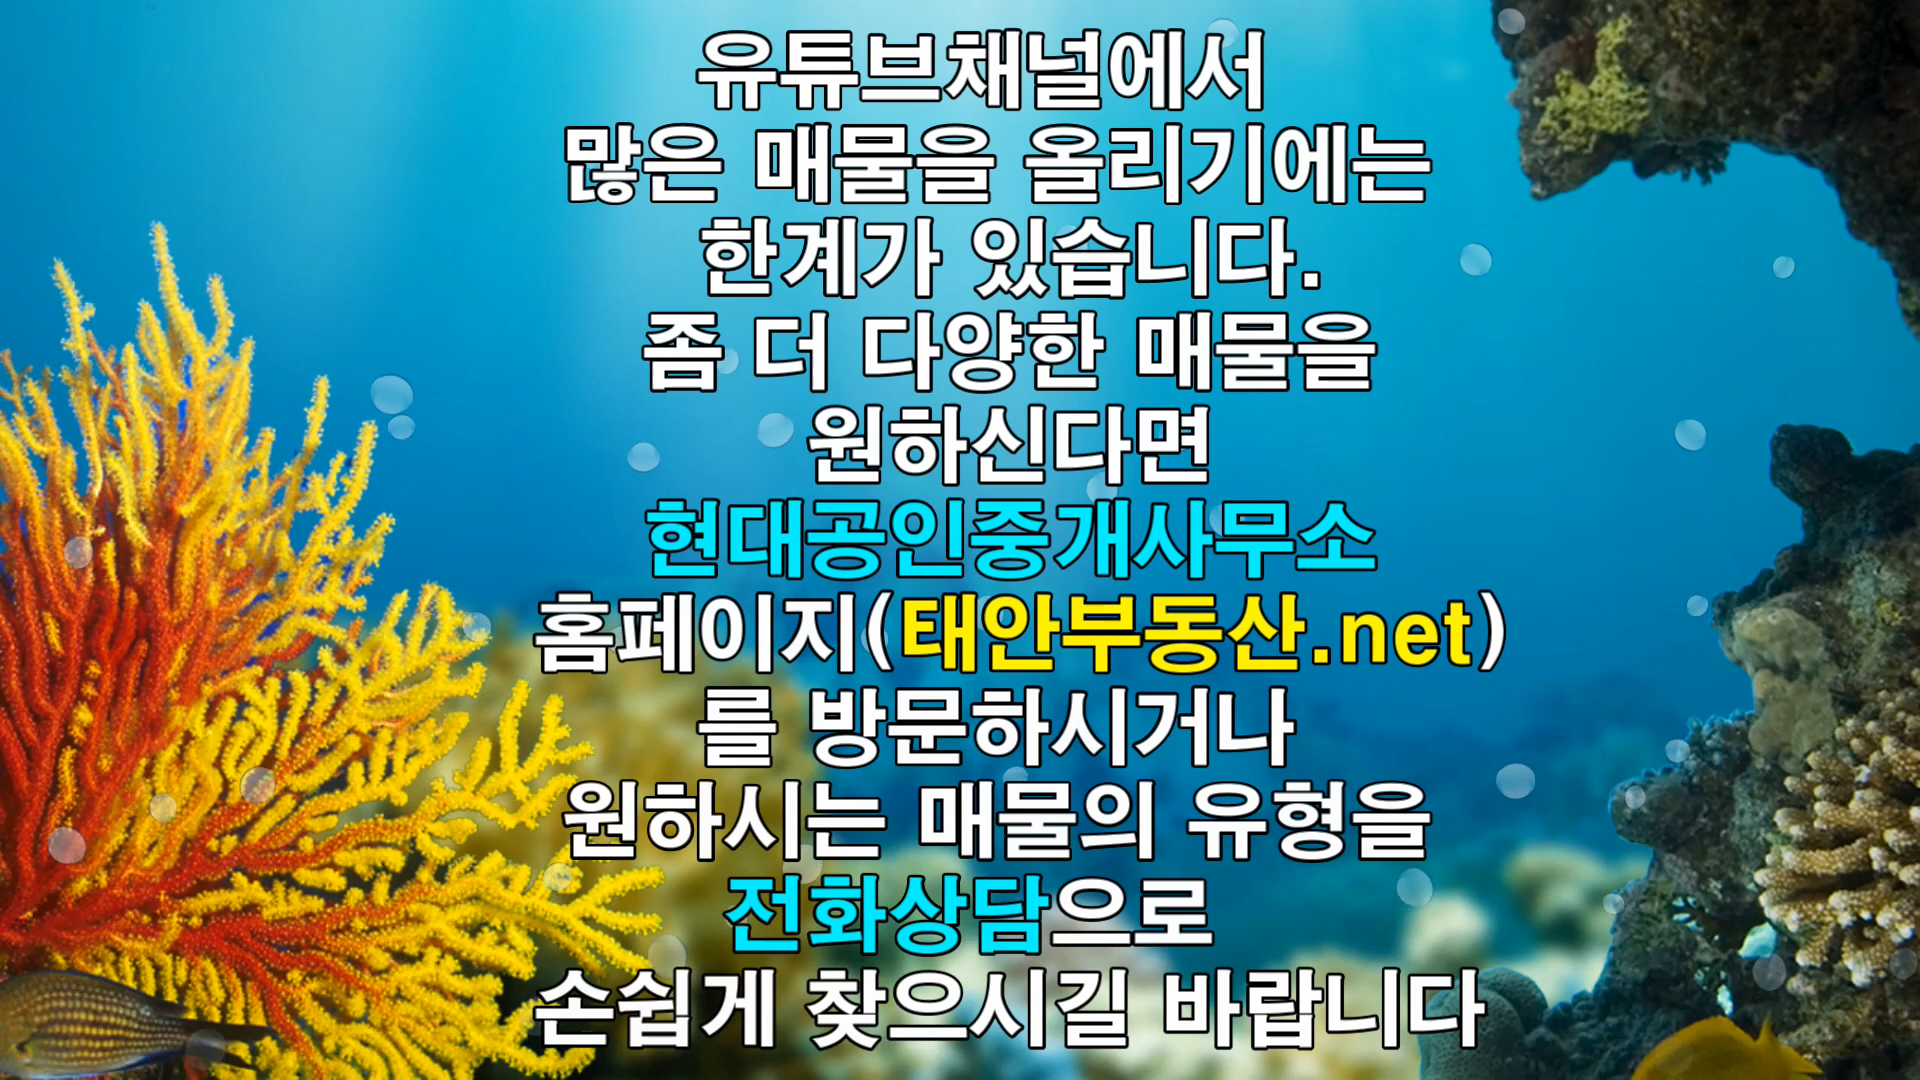 유튜브채널에서
많은 매물을 올리기에는
한계가 있습니다.
좀 더 다양한 매물을
원하신다면
현대공인중개사무소
홈페이지(태안부동산.net)
를 방문하시거나
원하시는 매물의 유형을
전화상담으로
손쉽게 찾으시길 바랍니다